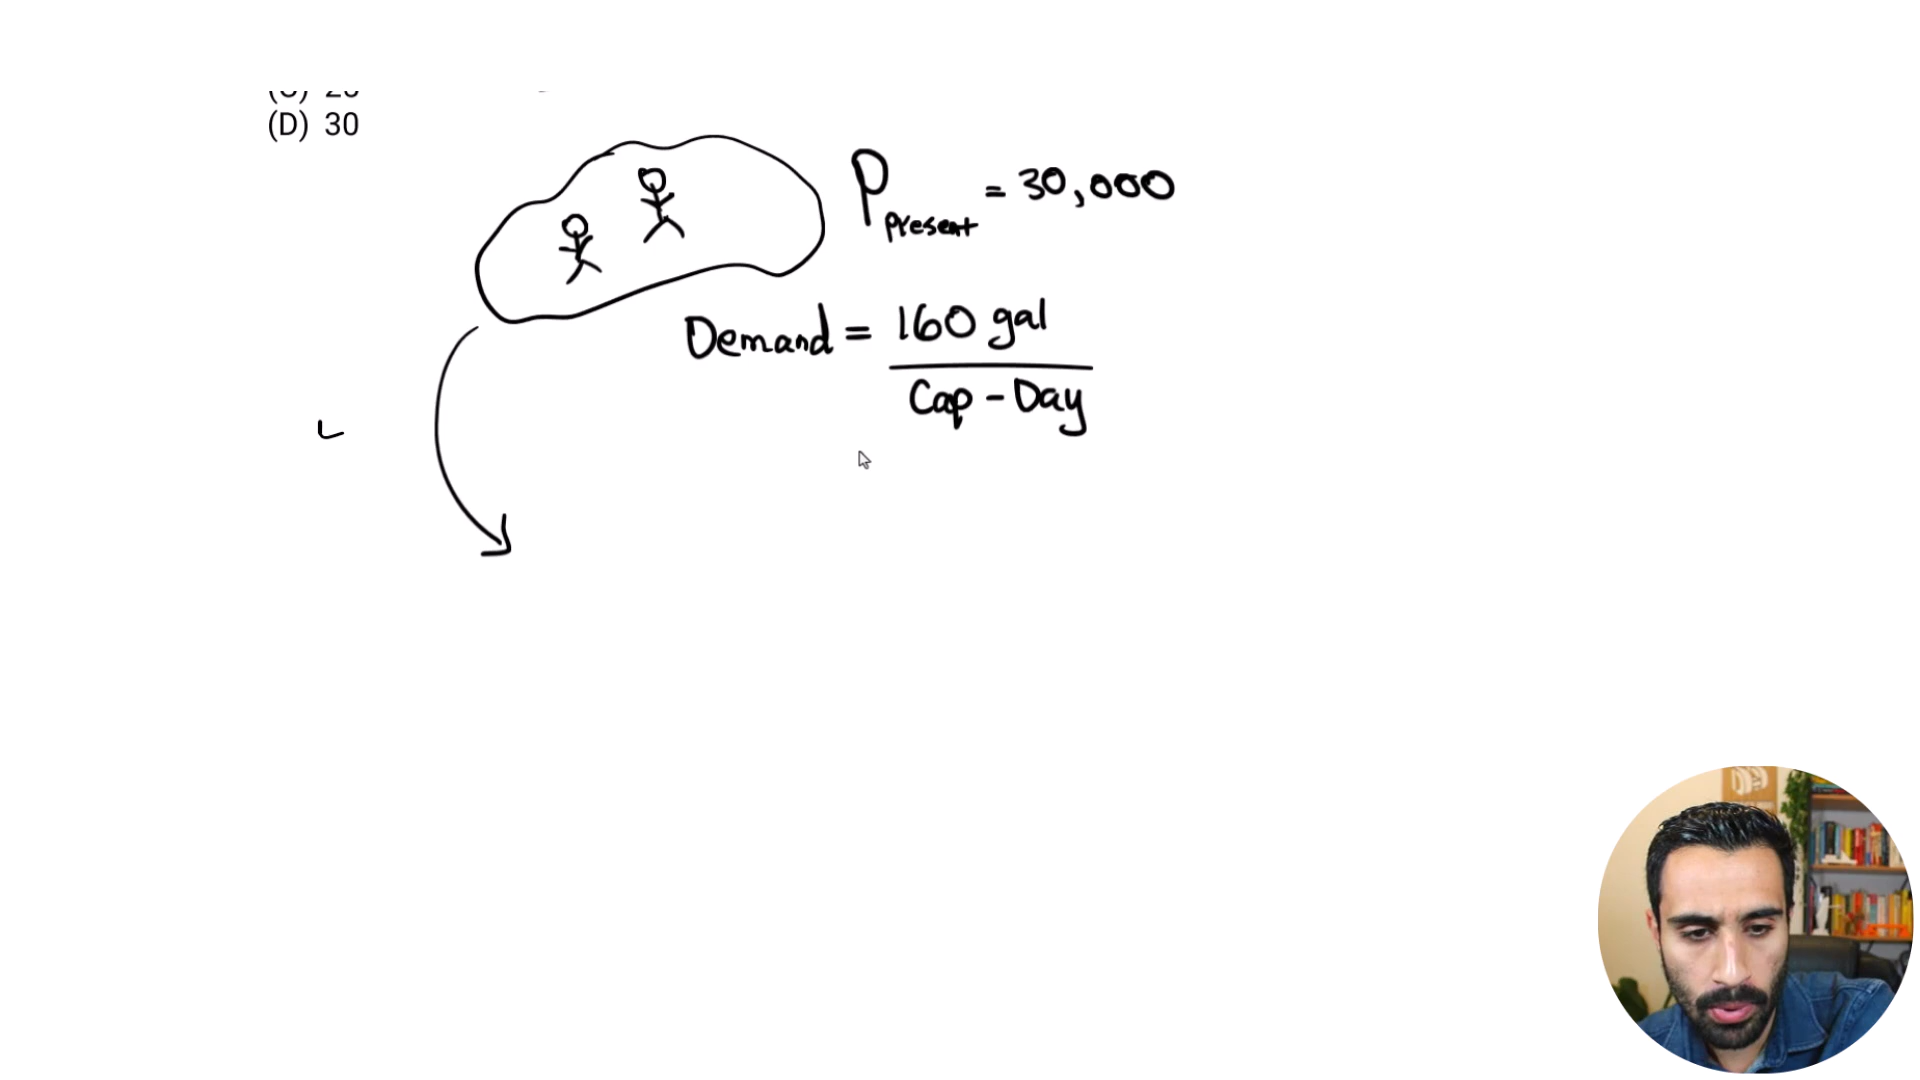 (D) 30
P present = 30,000
Demand = 160 gal
Cap - Day